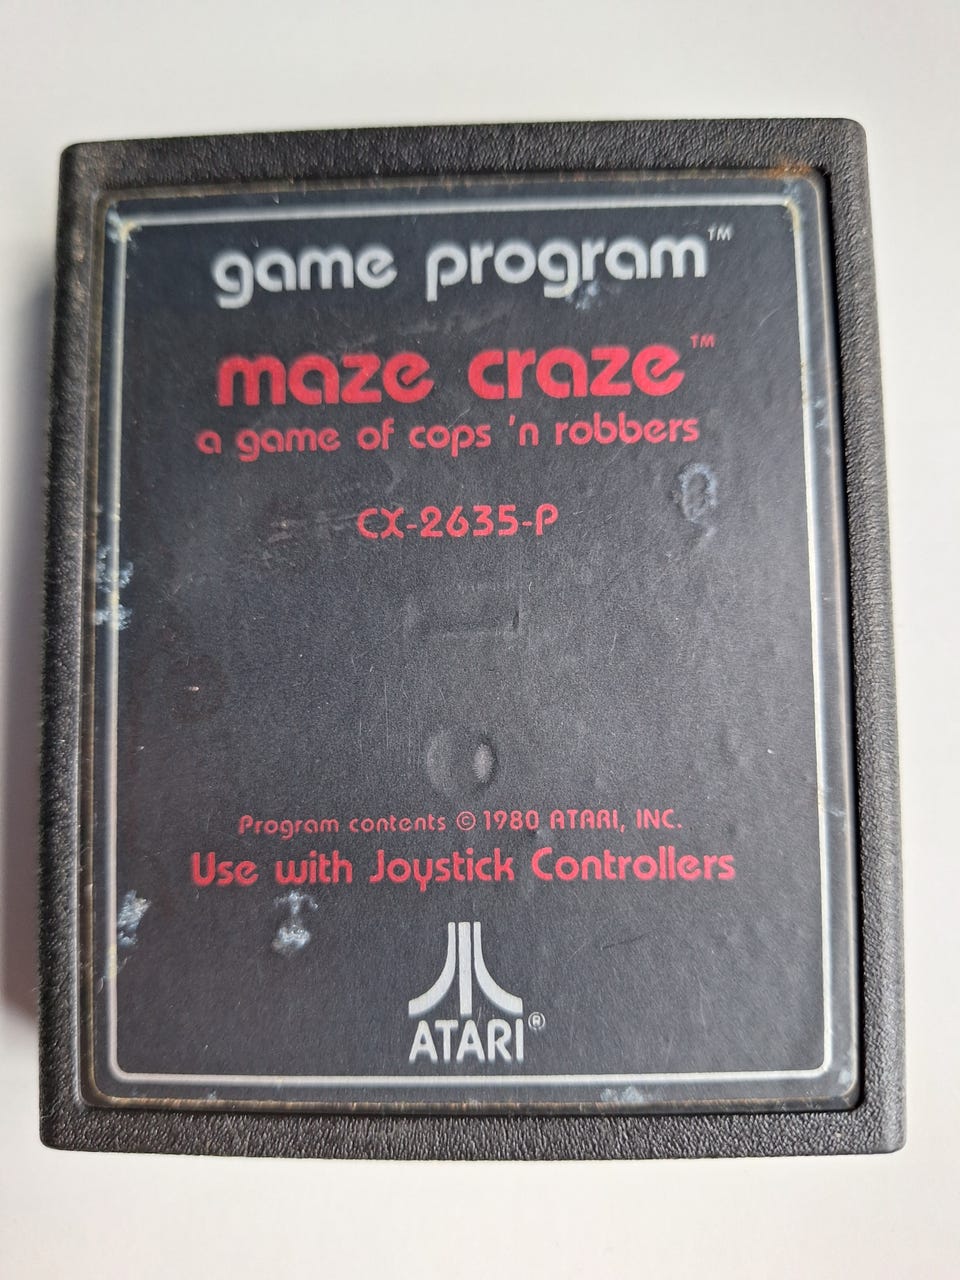 game program™
maze craze™
a game of cops 'n robbers
CX-2635-P
Program contents © 1980 ATARI, INC.
Use with Joystick Controllers
ATARI®